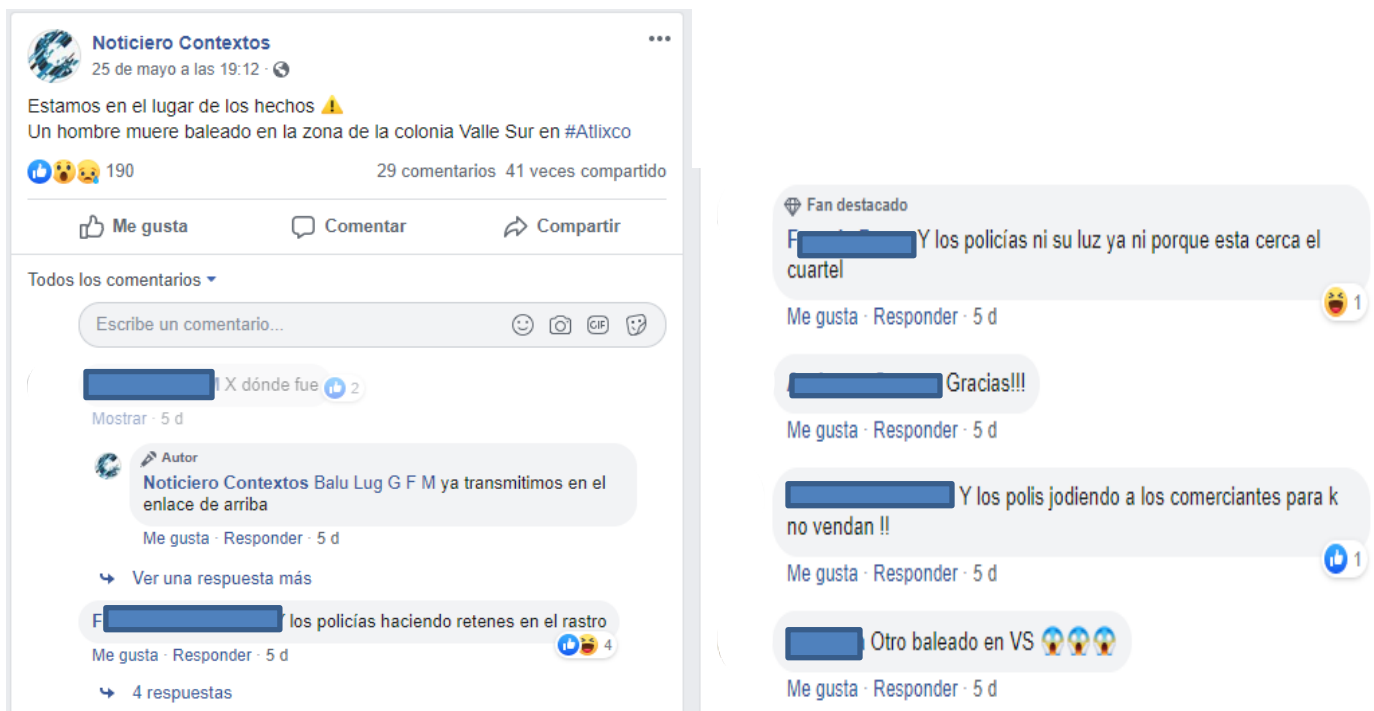 Noticiero Contextos
25 de mayo a las 19:12 ·
Estamos en el lugar de los hechos ⚠️
Un hombre muere baleado en la zona de la colonia Valle Sur en #Atlixco
190
29 comentarios 41 veces compartido
Me gusta Comentar Compartir
Todos los comentarios
Escribe un comentario...
GIF
X dónde fue 2
Mostrar · 5 d
Autor
Noticiero Contextos Balu Lug G F M ya transmitimos en el
enlace de arriba
Me gusta · Responder · 5 d
Ver una respuesta más
F los policías haciendo retenes en el rastro
4
Me gusta · Responder · 5 d
4 respuestas
Fan destacado
F Y los policías ni su luz ya ni porque esta cerca el
cuartel
1
Me gusta · Responder · 5 d
Gracias!!!
Me gusta · Responder · 5 d
Y los polis jodiendo a los comerciantes para k
no vendan !!
1
Me gusta · Responder · 5 d
Otro baleado en VS 😱😱😱
Me gusta · Responder · 5 d